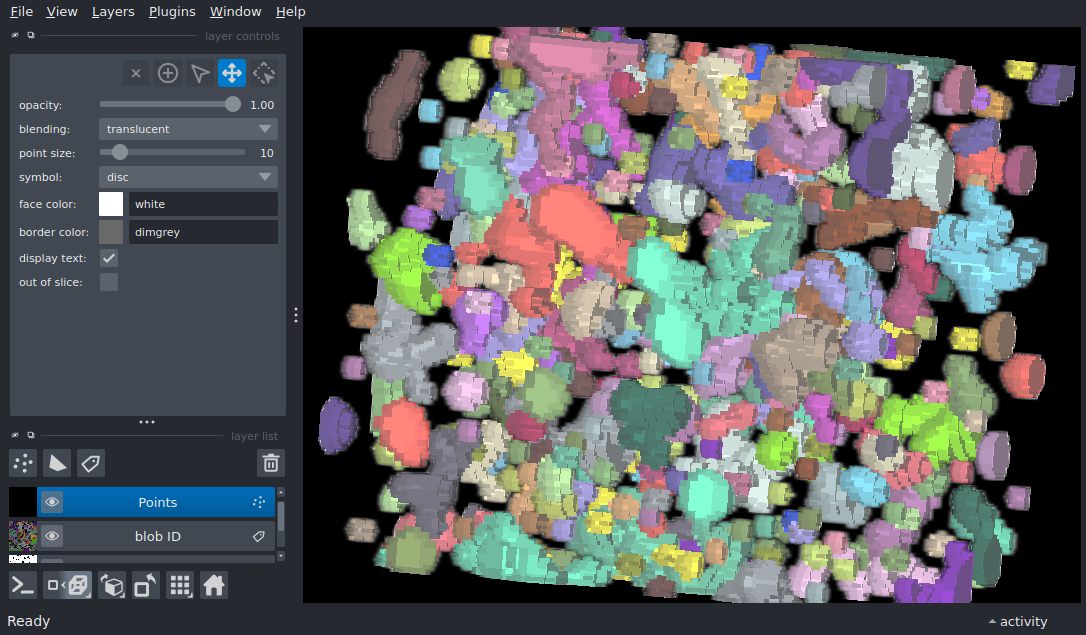 File View Layers Plugins Window Help
layer controls
opacity: 1.00
blending: translucent
point size: 10
symbol: disc
face color: white
border color: dimgrey
display text:
out of slice:
layer list
Points
blob ID
Ready
activity